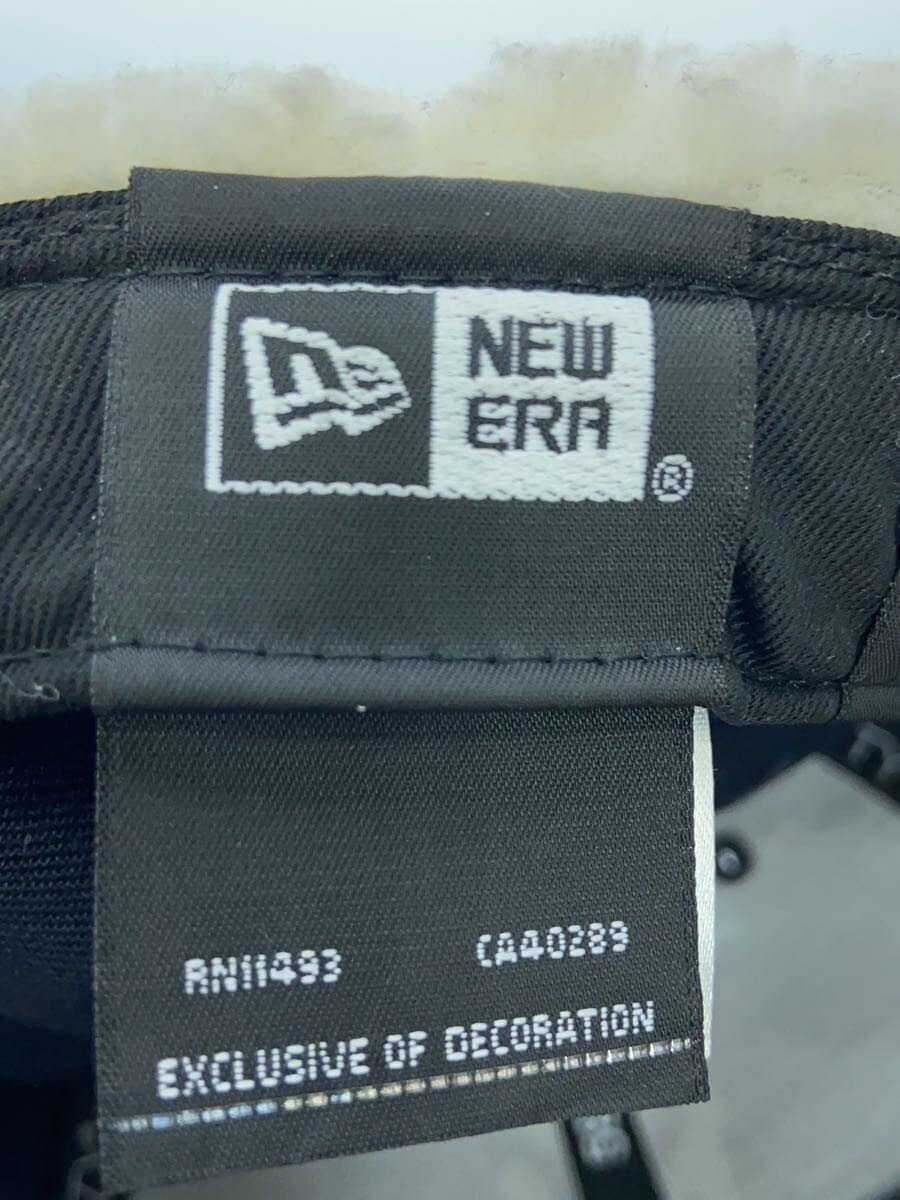 NEW
ERA
®
RN11493 CA40289
EXCLUSIVE OF DECORATION